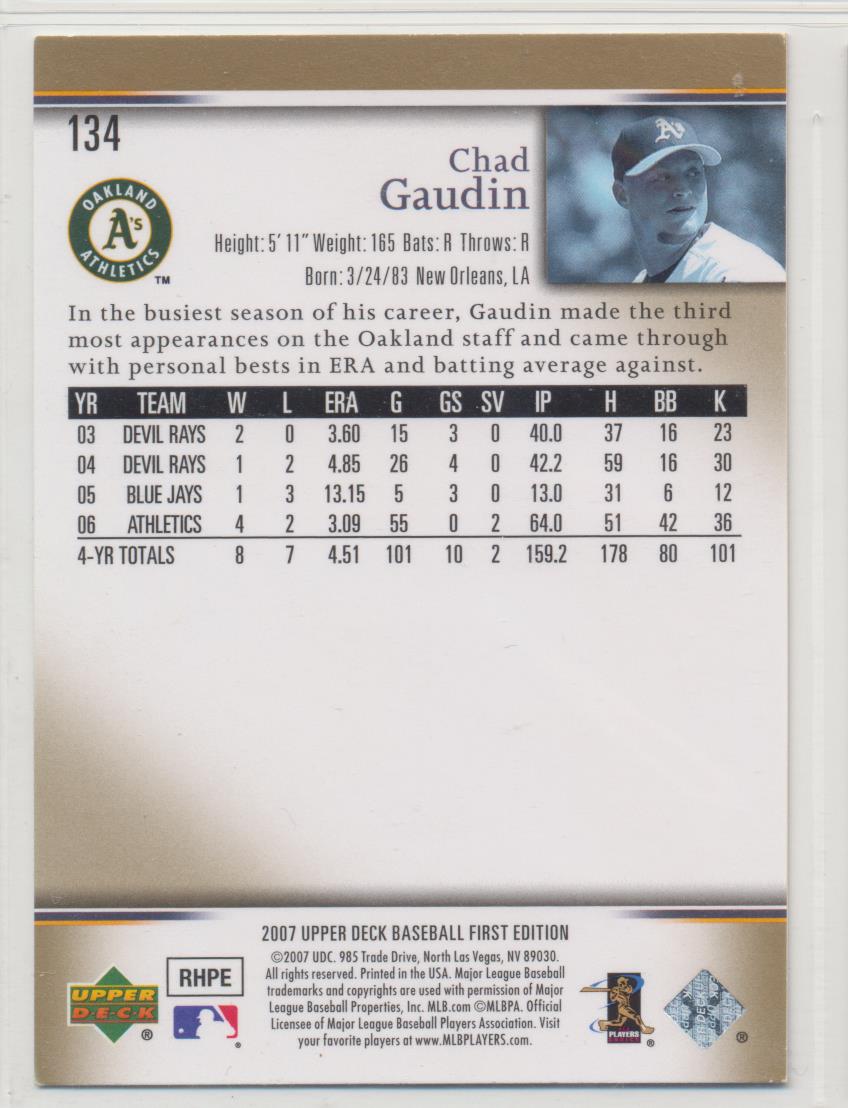 134
Chad
Gaudin
OAKLAND
A's
ATHLETICS
TM
Height: 5' 11" Weight: 165 Bats: R Throws: R
Born: 3/24/83 New Orleans, LA
In the busiest season of his career, Gaudin made the third
most appearances on the Oakland staff and came through
with personal bests in ERA and batting average against.
YR TEAM W L ERA G GS SV IP H BB K
03 DEVIL RAYS 2 0 3.60 15 3 0 40.0 37 16 23
04 DEVIL RAYS 1 2 4.85 26 4 0 42.2 59 16 30
05 BLUE JAYS 1 3 13.15 5 3 0 13.0 31 6 12
06 ATHLETICS 4 2 3.09 55 0 2 64.0 51 42 36
4-YR TOTALS 8 7 4.51 101 10 2 159.2 178 80 101
2007 UPPER DECK BASEBALL FIRST EDITION
©2007 UDC. 985 Trade Drive, North Las Vegas, NV 89030.
All rights reserved. Printed in the USA. Major League Baseball
trademarks and copyrights are used with permission of Major
League Baseball Properties, Inc. MLB.com ©MLBPA. Official
Licensee of Major League Baseball Players Association. Visit
your favorite players at www.MLBPLAYERS.com.
RHPE
UPPER
D·E·C·K
®
®
PLAYERS
®
®